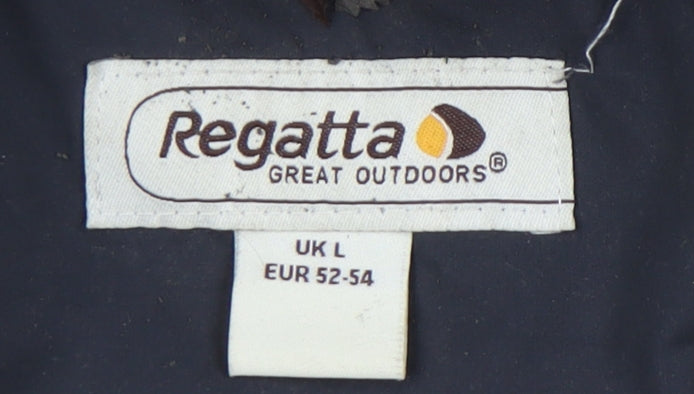 Regatta
GREAT OUTDOORS®
UK L
EUR 52-54